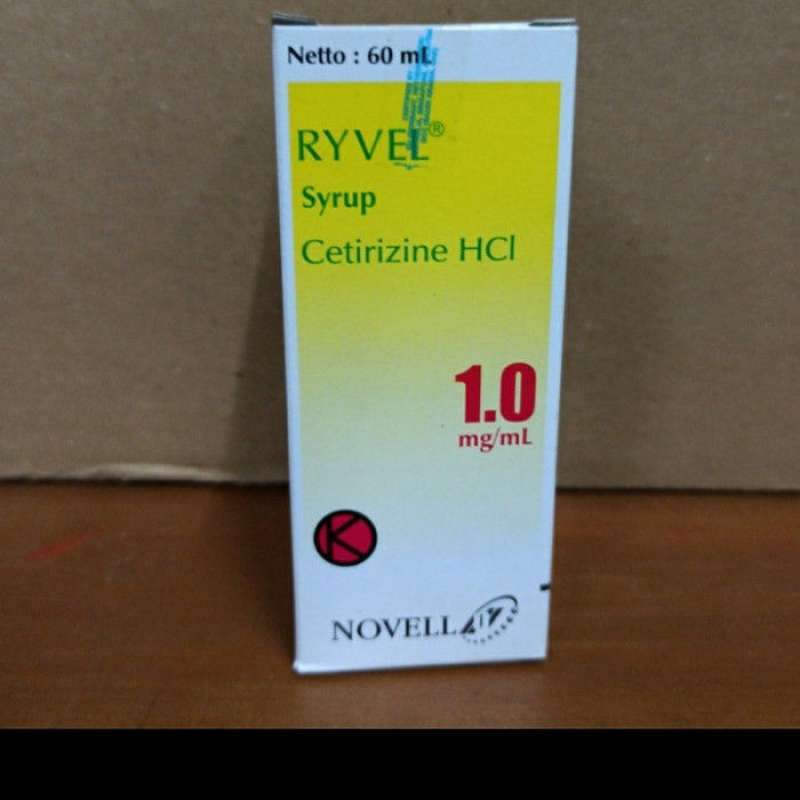 Netto : 60 mL
RYVEL®
Syrup
Cetirizine HCl
1.0
mg/mL
K
NOVELL